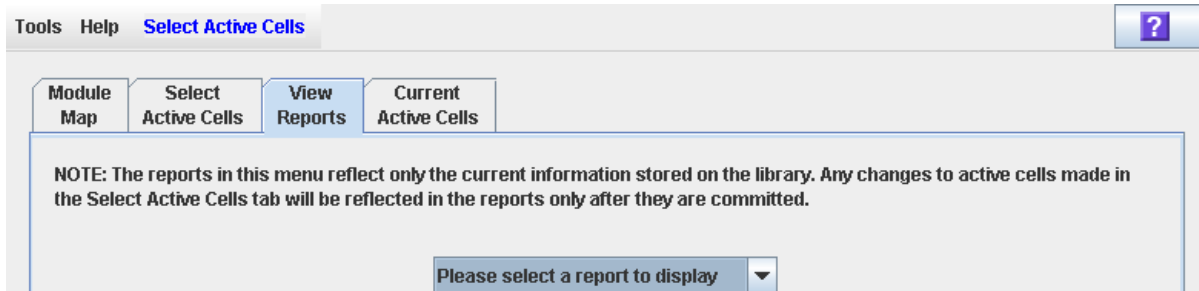 Tools Help Select Active Cells ?
Module Map
Select Active Cells
View Reports
Current Active Cells
NOTE: The reports in this menu reflect only the current information stored on the library. Any changes to active cells made in
the Select Active Cells tab will be reflected in the reports only after they are committed.
Please select a report to display